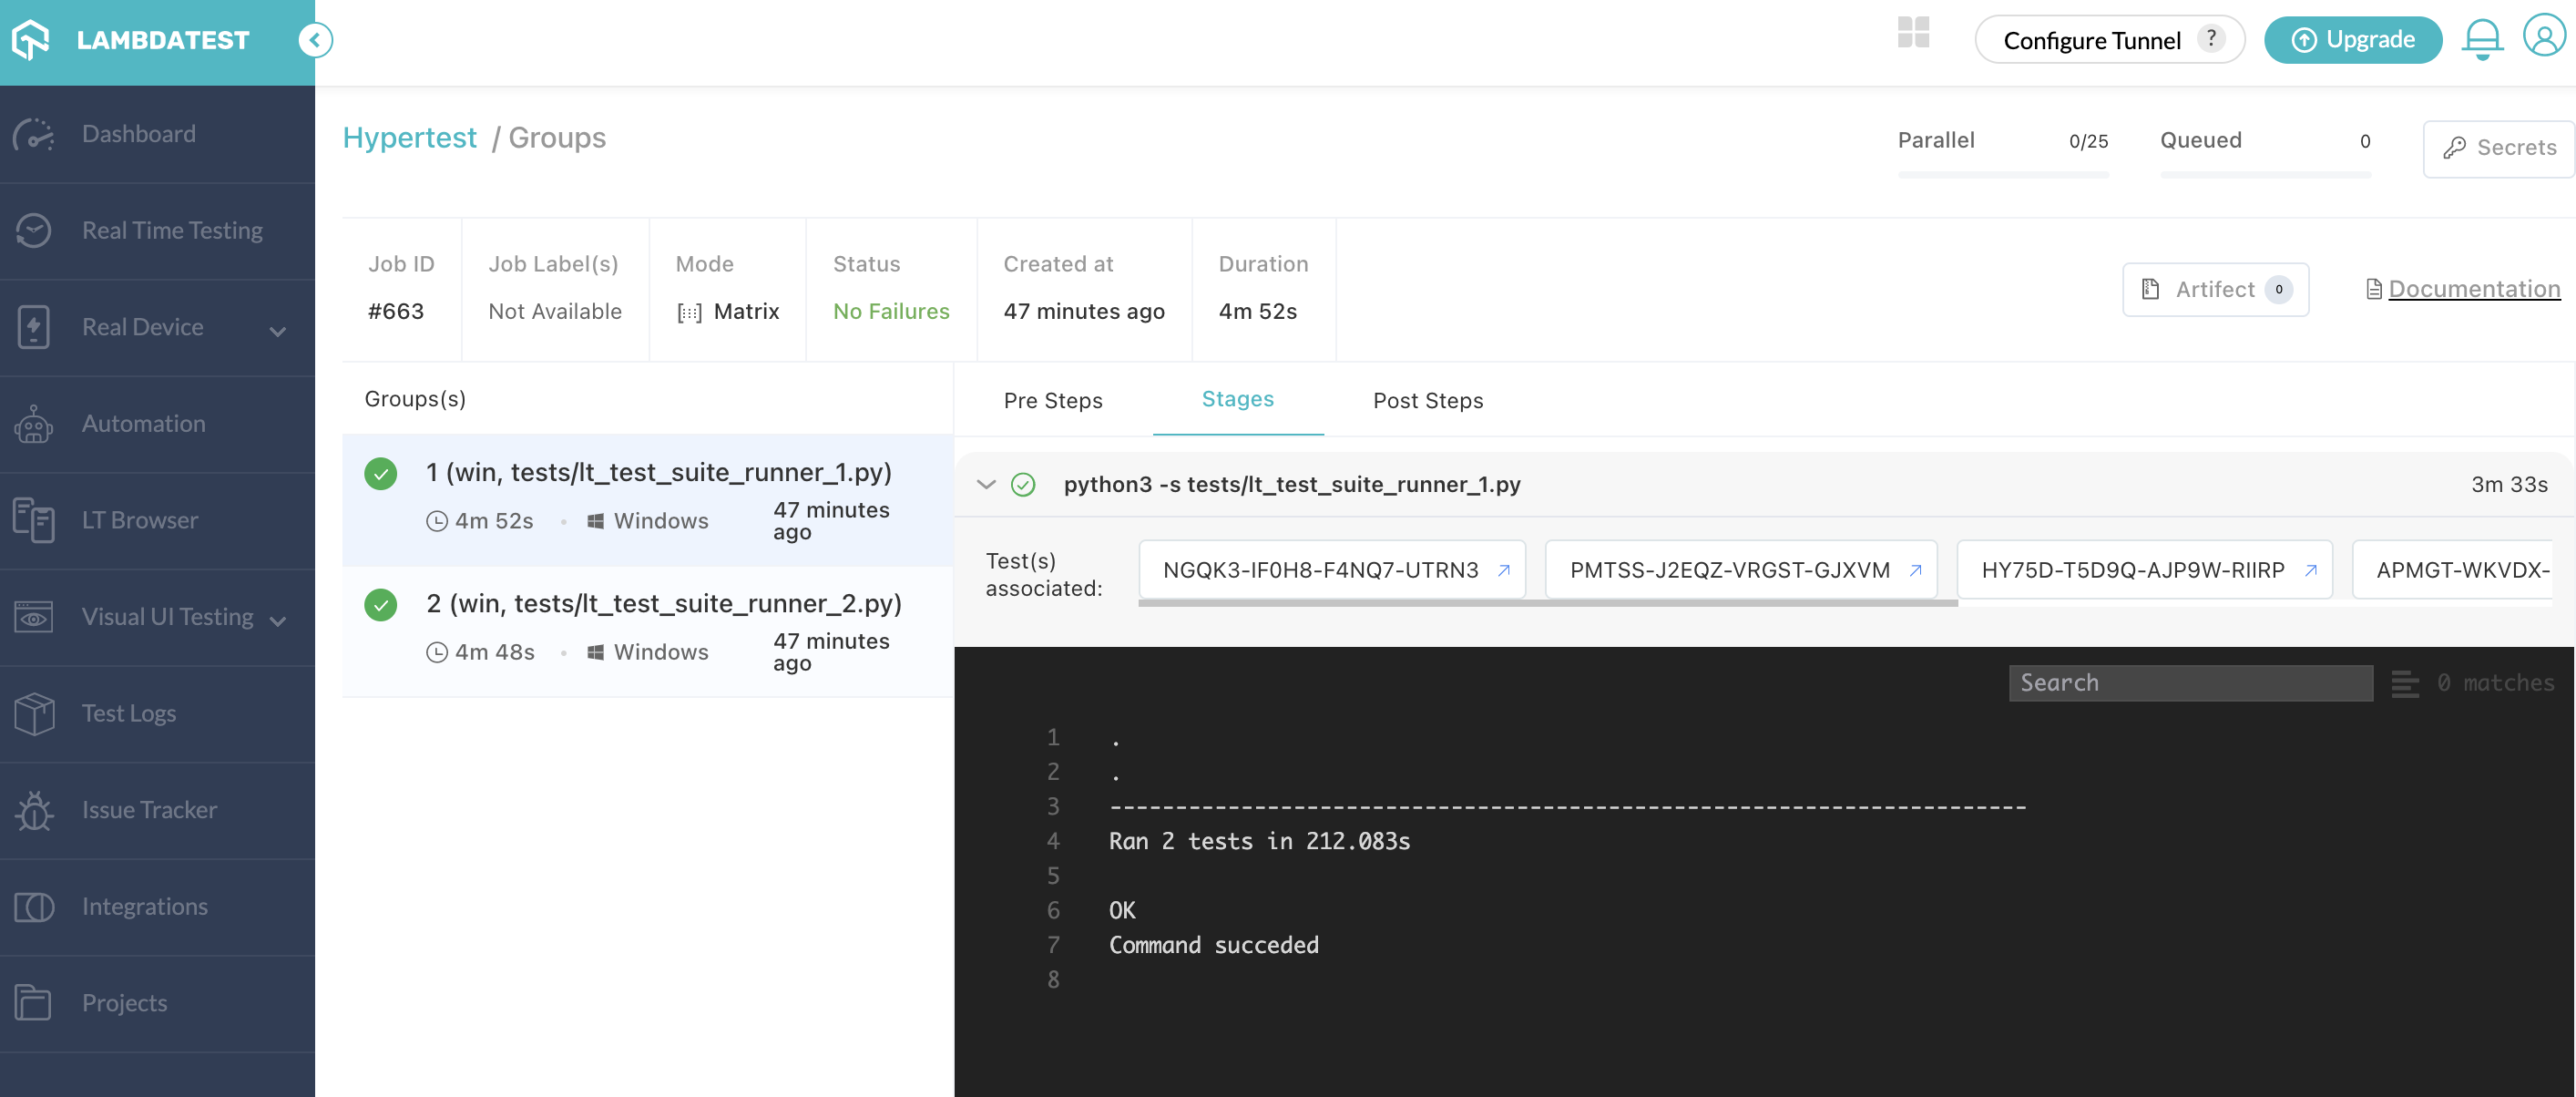 LAMBDATEST
Configure Tunnel ?
Upgrade
Dashboard
Real Time Testing
Real Device
Automation
LT Browser
Visual UI Testing
Test Logs
Issue Tracker
Integrations
Projects
Hypertest / Groups
Parallel 0/25
Queued 0
Secrets
Job ID
#663
Job Label(s)
Not Available
Mode
Matrix
Status
No Failures
Created at
47 minutes ago
Duration
4m 52s
Artifect 0
Documentation
Groups(s)
1 (win, tests/lt_test_suite_runner_1.py)
4m 52s Windows 47 minutes
ago
2 (win, tests/lt_test_suite_runner_2.py)
4m 48s Windows 47 minutes
ago
Pre Steps Stages Post Steps
python3 -s tests/lt_test_suite_runner_1.py 3m 33s
Test(s)
associated:
NGQK3-IF0H8-F4NQ7-UTRN3
PMTSS-J2EQZ-VRGST-GJXVM
HY75D-T5D9Q-AJP9W-RIIRP
APMGT-WKVDX-
Search 0 matches
1 .
2 .
3 ----------------------------------------------------------------------
4 Ran 2 tests in 212.083s
5
6 OK
7 Command succeded
8